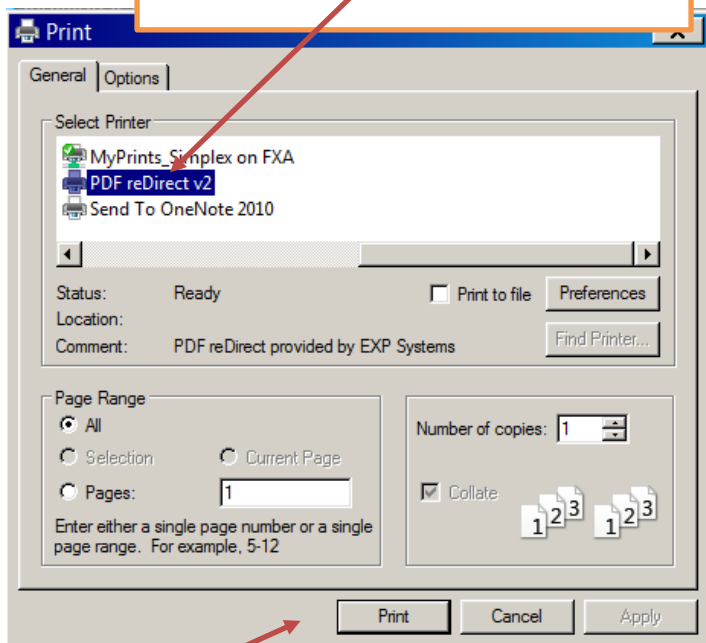 Print
General Options
Select Printer
MyPrints_Simplex on FXA
PDF reDirect v2
Send To OneNote 2010
Status: Ready Print to file Preferences
Location:
Comment: PDF reDirect provided by EXP Systems Find Printer...
Page Range
All Number of copies: 1
Selection Current Page
Pages: 1 Collate
1 2 3 1 2 3
Enter either a single page number or a single
page range. For example, 5-12
Print Cancel Apply